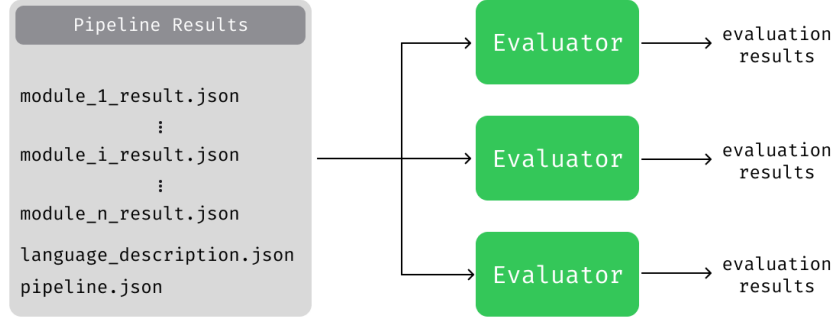 Pipeline Results
module_1_result.json
⋮
module_i_result.json
⋮
module_n_result.json
language_description.json
pipeline.json
Evaluator
evaluation
results
Evaluator
evaluation
results
Evaluator
evaluation
results